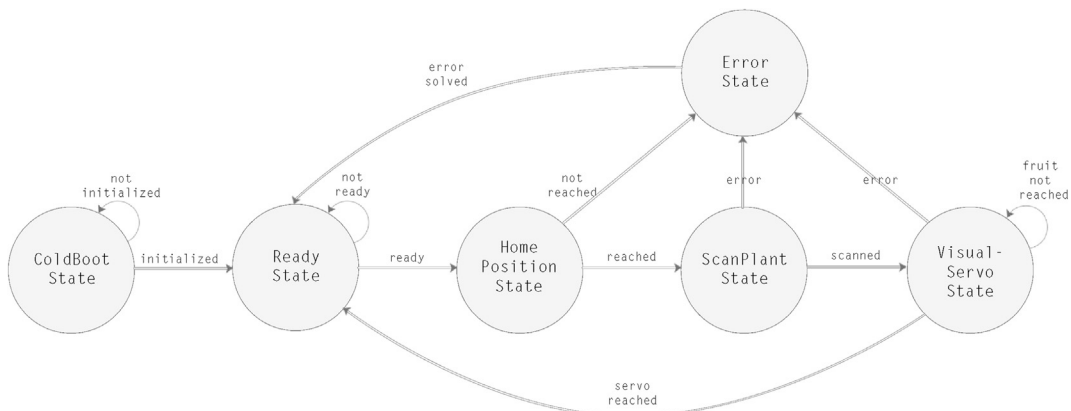 Error
State
error
solved
not
initialized
not
ready
not
reached
error
error
fruit
not
reached
ColdBoot
State
initialized
Ready
State
ready
Home
Position
State
reached
ScanPlant
State
scanned
Visual-
Servo
State
servo
reached